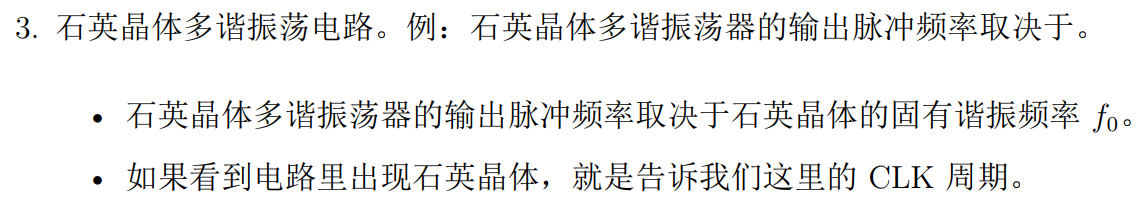 3. 石英晶体多谐振荡电路。例：石英晶体多谐振荡器的输出脉冲频率取决于。
• 石英晶体多谐振荡器的输出脉冲频率取决于石英晶体的固有谐振频率 f₀。
• 如果看到电路里出现石英晶体，就是告诉我们这里的 CLK 周期。